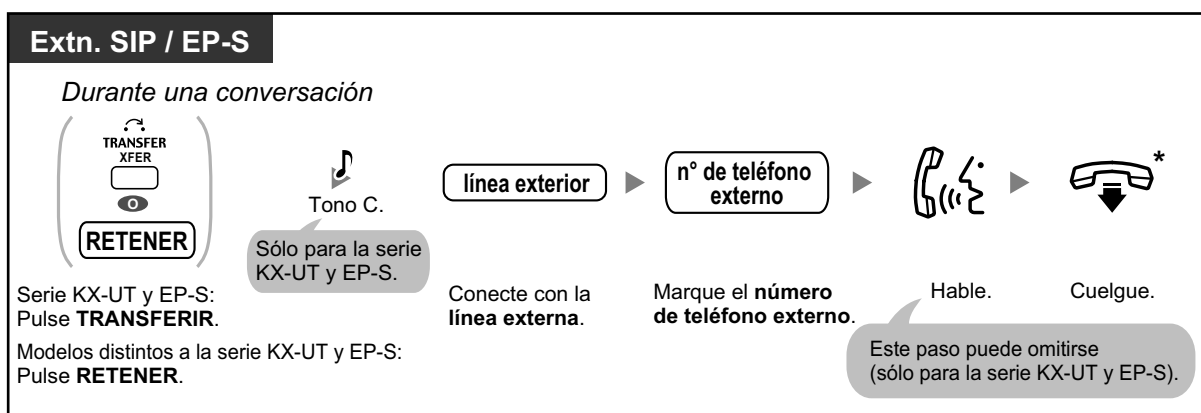 Extn. SIP / EP-S
Durante una conversación
TRANSFER
XFER
O
RETENER
Serie KX-UT y EP-S:
Pulse TRANSFERIR.
Modelos distintos a la serie KX-UT y EP-S:
Pulse RETENER.
Tono C.
Sólo para la serie
KX-UT y EP-S.
línea exterior
Conecte con la
línea externa.
n° de teléfono
externo
Marque el número
de teléfono externo.
Hable.
Este paso puede omitirse
(sólo para la serie KX-UT y EP-S).
*
Cuelgue.